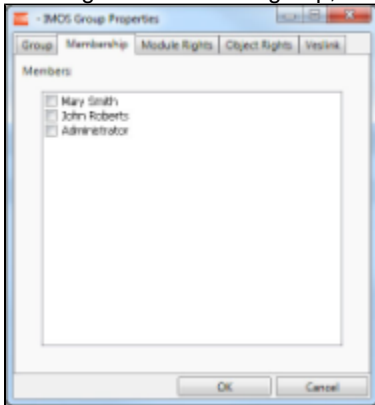 - IMOS Group Properties
Group Membership Module Rights Object Rights Veslink
Members:
Mary Smith
John Roberts
Administrator
OK Cancel